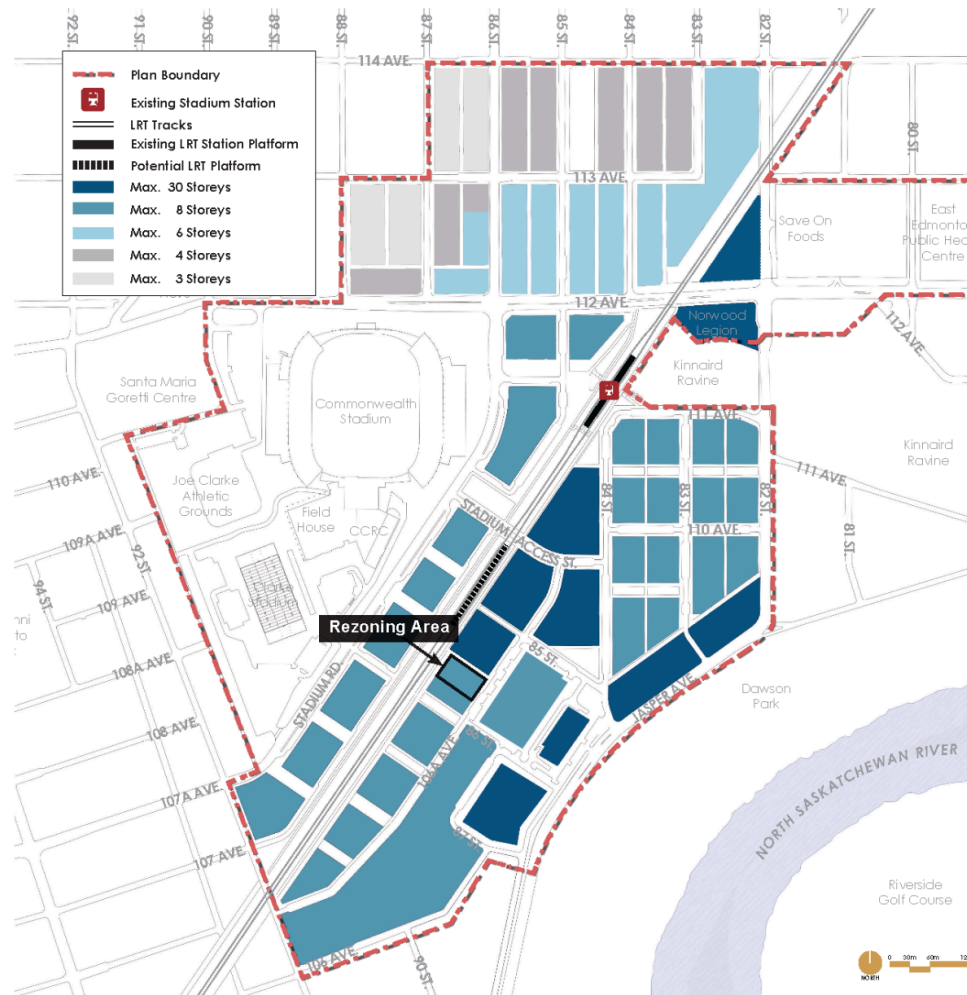 92 ST.
91 ST.
90 ST.
89 ST.
88 ST.
87 ST.
86 ST.
85 ST.
84 ST.
83 ST.
82 ST.
114 AVE.
Plan Boundary
Existing Stadium Station
LRT Tracks
Existing LRT Station Platform
Potential LRT Platform
Max. 30 Storeys
Max. 8 Storeys
Max. 6 Storeys
Max. 4 Storeys
Max. 3 Storeys
80 ST.
113 AVE.
Save On
Foods
East
Edmonton
Public Hea
Centre
112 AVE.
Norwood
Legion
112 AVE
Kinnaird
Ravine
Santa Maria
Goretti Centre
Commonwealth
Stadium
111 AVE.
111 AVE.
Kinnaird
Ravine
110 AVE.
Joe Clarke
Athletic
Grounds
Field
House
CCRC
84 ST.
83 ST.
82 ST.
81 ST.
STADIUM ACCESS ST.
110 AVE.
109A AVE.
92 ST.
94 ST.
109 AVE.
Clarke
Stadium
Rezoning Area
108A AVE.
85 ST.
STADIUM RD.
JASPER AVE.
Dawson
Park
108 AVE.
86 ST.
106A AVE.
107A AVE.
107 AVE.
87 ST.
NORTH SASKATCHEWAN RIVER
Riverside
Golf Course
106 AVE.
90 ST.
NORTH
0 30m 60m 12